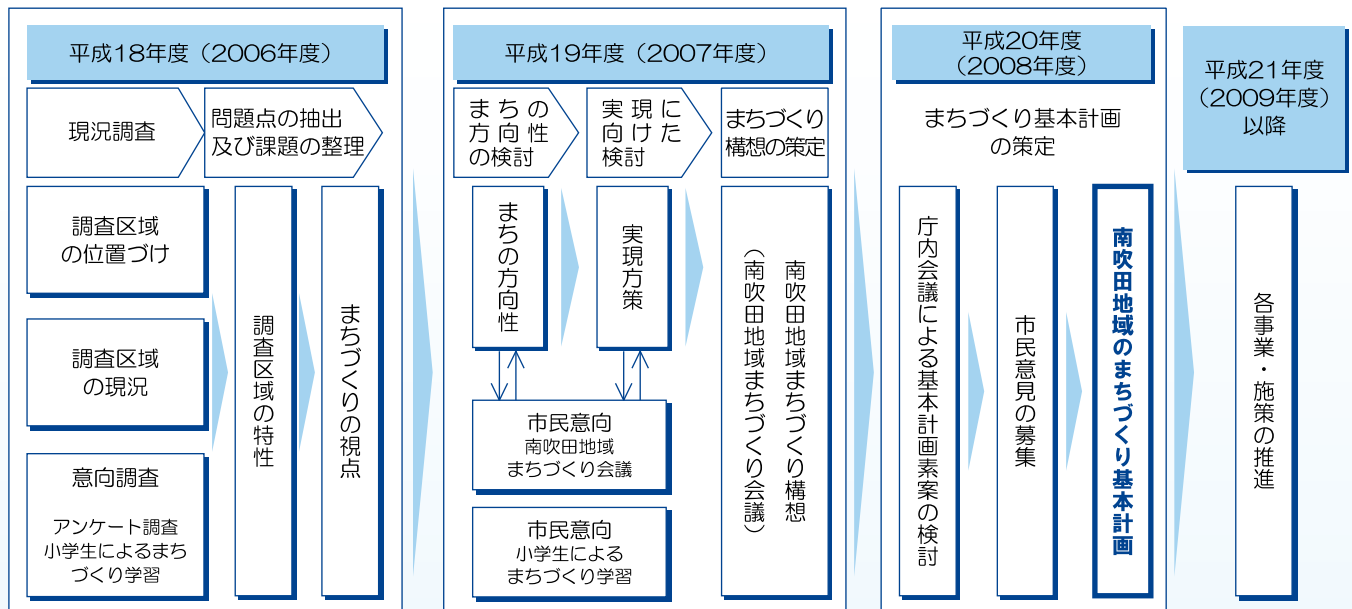 平成18年度（2006年度）
現況調査
問題点の抽出
及び課題の整理
調査区域
の位置づけ
調査区域
の現況
意向調査
アンケート調査
小学生によるまち
づくり学習
調査区域の特性
まちづくりの視点
平成19年度（2007年度）
まちの
方向性
の検討
実現に
向けた
検討
まちづくり
構想の策定
まちの方向性
実現方策
市民意向
南吹田地域
まちづくり会議
市民意向
小学生による
まちづくり学習
南吹田地域まちづくり構想
（南吹田地域まちづくり会議）
平成20年度
（2008年度）
まちづくり基本計画
の策定
庁内会議による基本計画素案の検討
市民意見の募集
南吹田地域のまちづくり基本計画
平成21年度
（2009年度）
以降
各事業・施策の推進